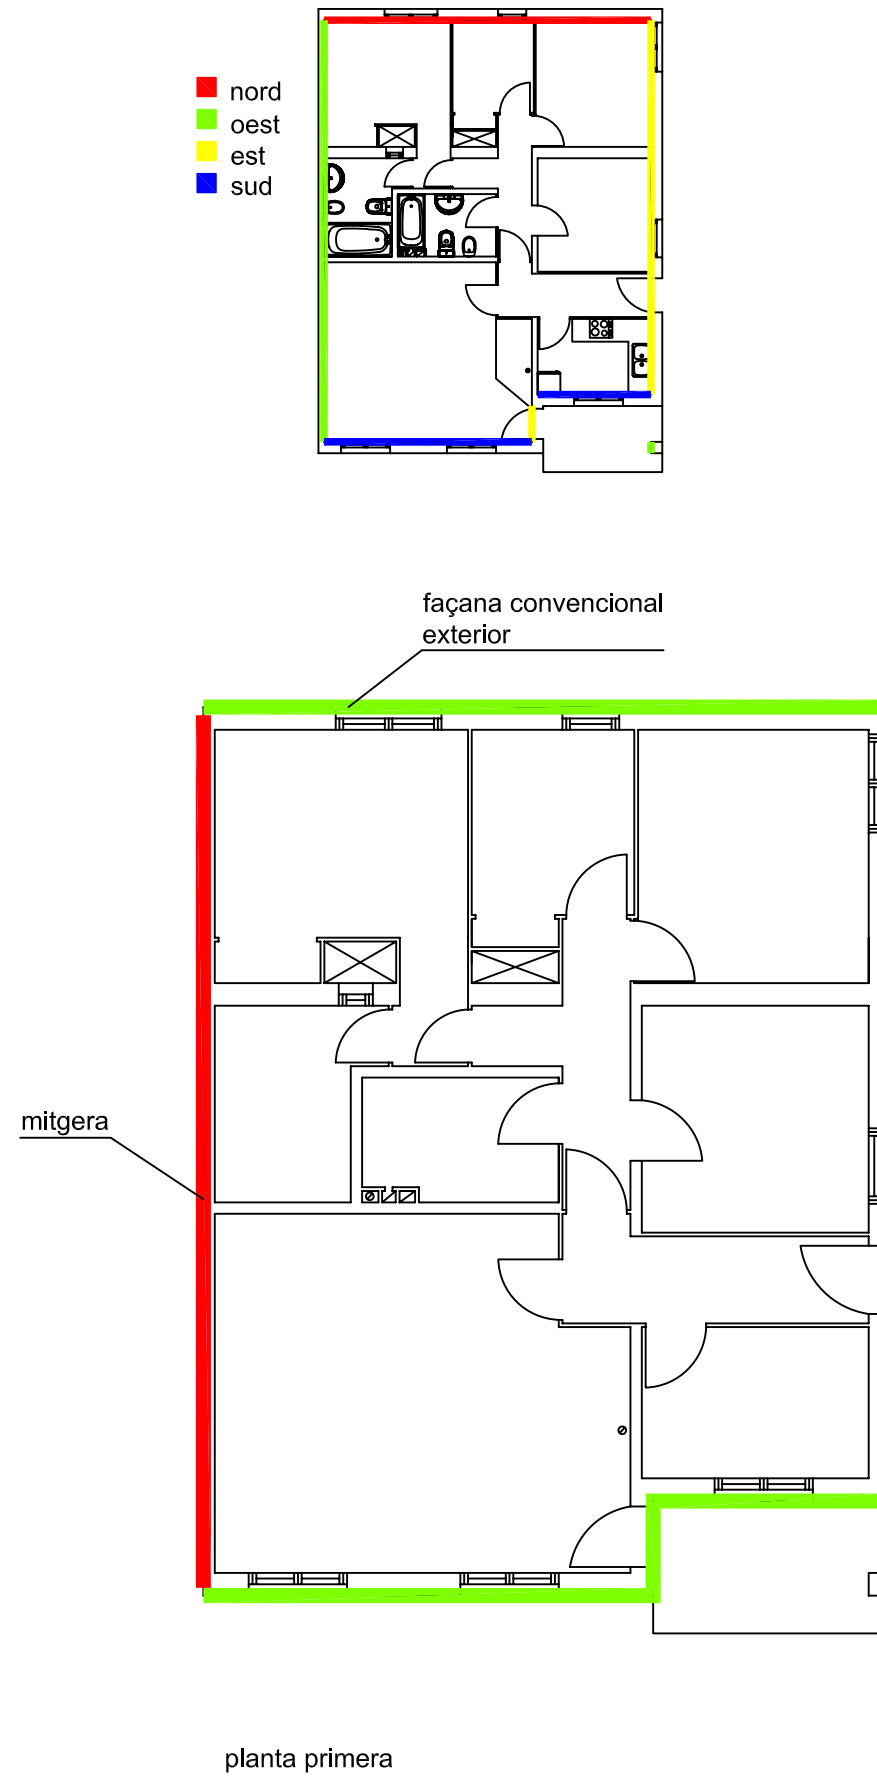 nord
oest
est
sud
façana convencional
exterior
mitgera
planta primera